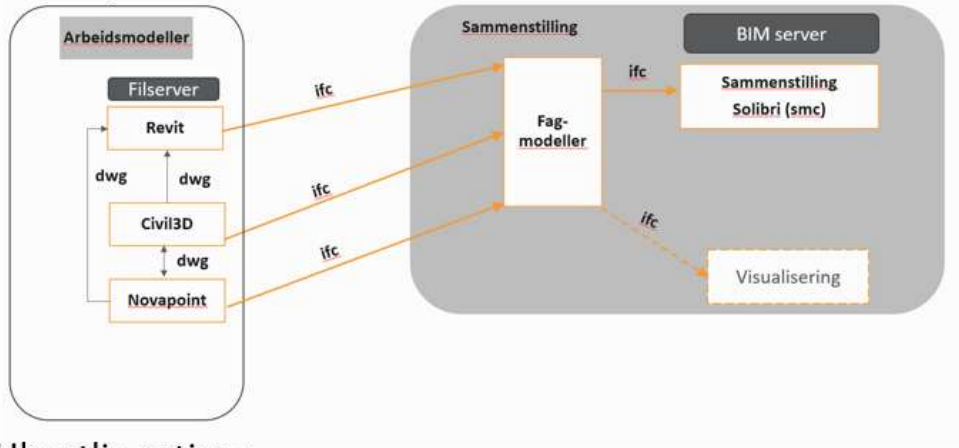 Arbeidsmodeller
Filserver
Revit
dwg
dwg
Civil3D
dwg
Novapoint
ifc
ifc
ifc
Sammenstilling
BIM server
Fag-
modeller
ifc
Sammenstilling
Solibri (smc)
ifc
Visualisering